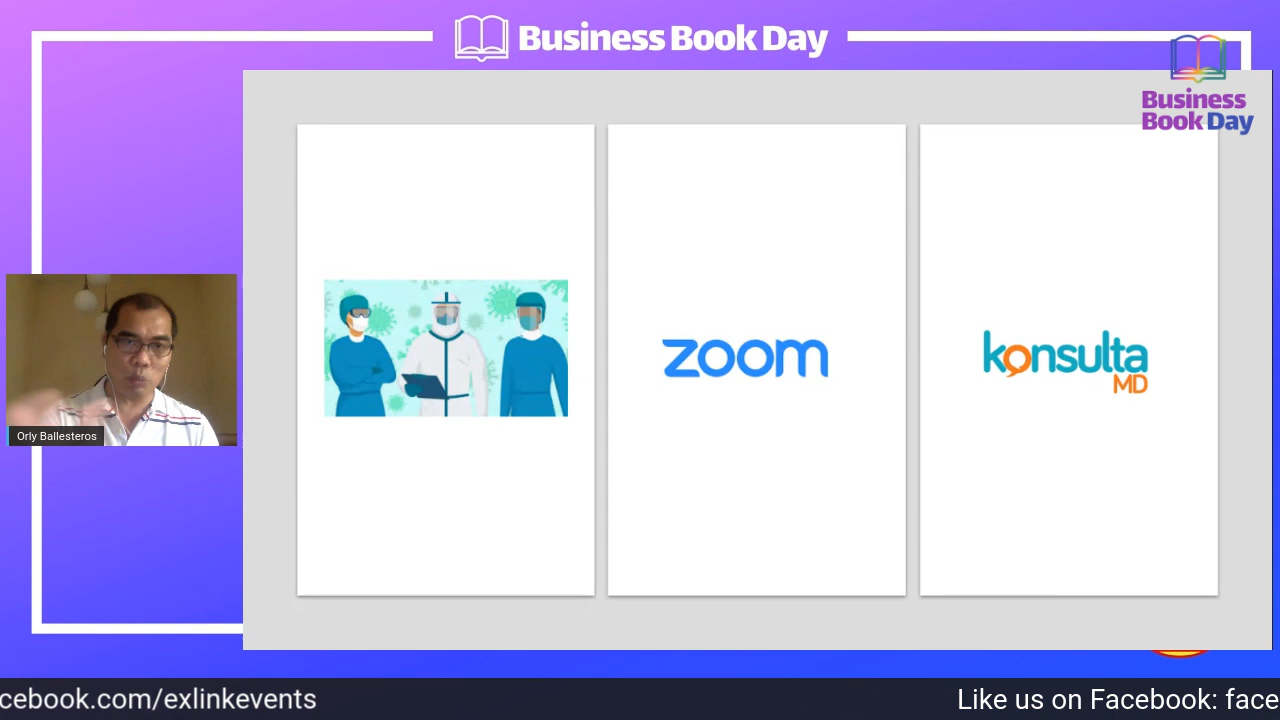 Business Book Day
Business
Book Day
zoom
konsulta
MD
Orly Ballesteros
cebook.com/exlinkevents
Like us on Facebook: face